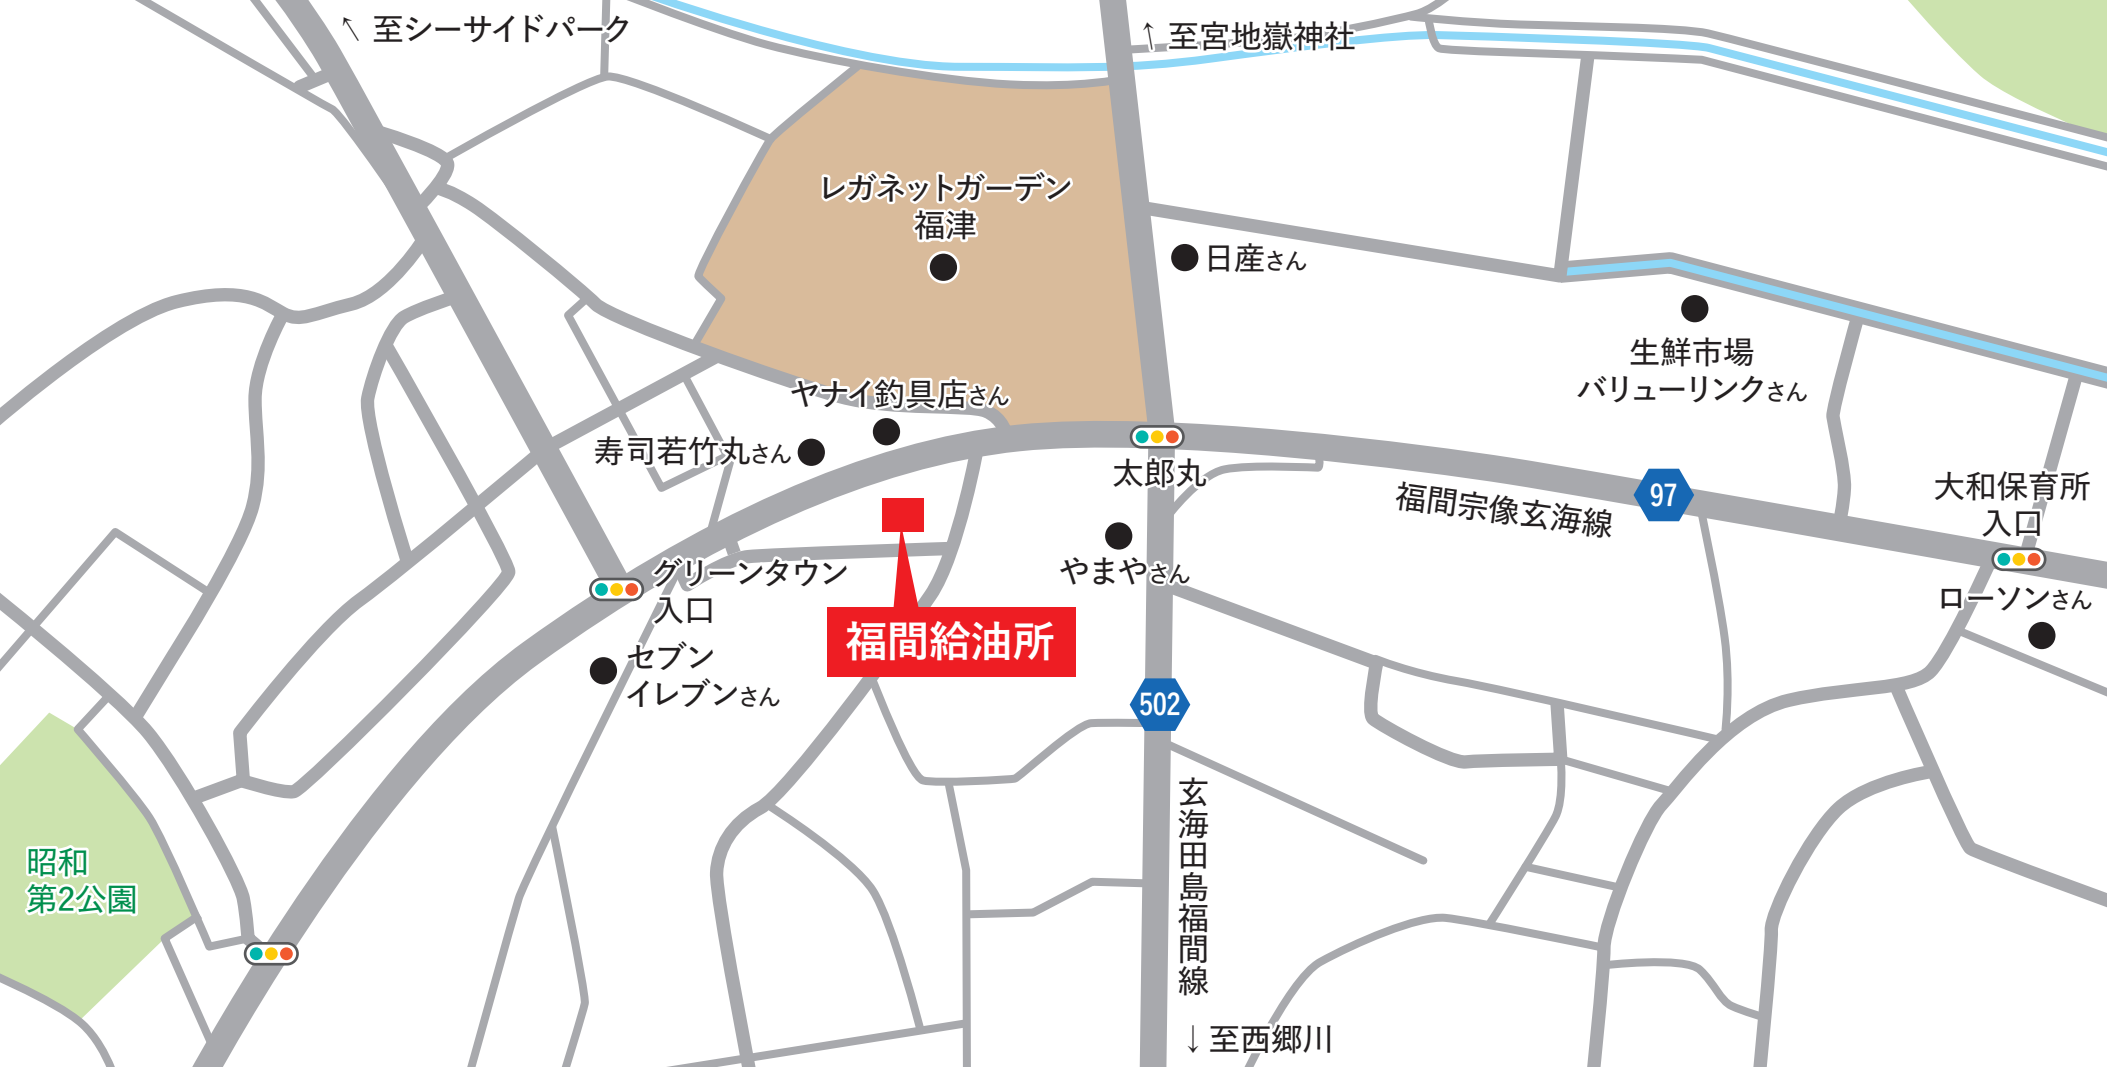 ↑ 至シーサイドパーク
↑ 至宮地嶽神社
レガネットガーデン
福津
日産さん
生鮮市場
バリューリンクさん
ヤナイ釣具店さん
寿司若竹丸さん
太郎丸
97
福間宗像玄海線
大和保育所
入口
やまやさん
グリーンタウン
入口
ローソンさん
福間給油所
セブン
イレブンさん
502
玄海田島福間線
昭和
第2公園
↓ 至西郷川